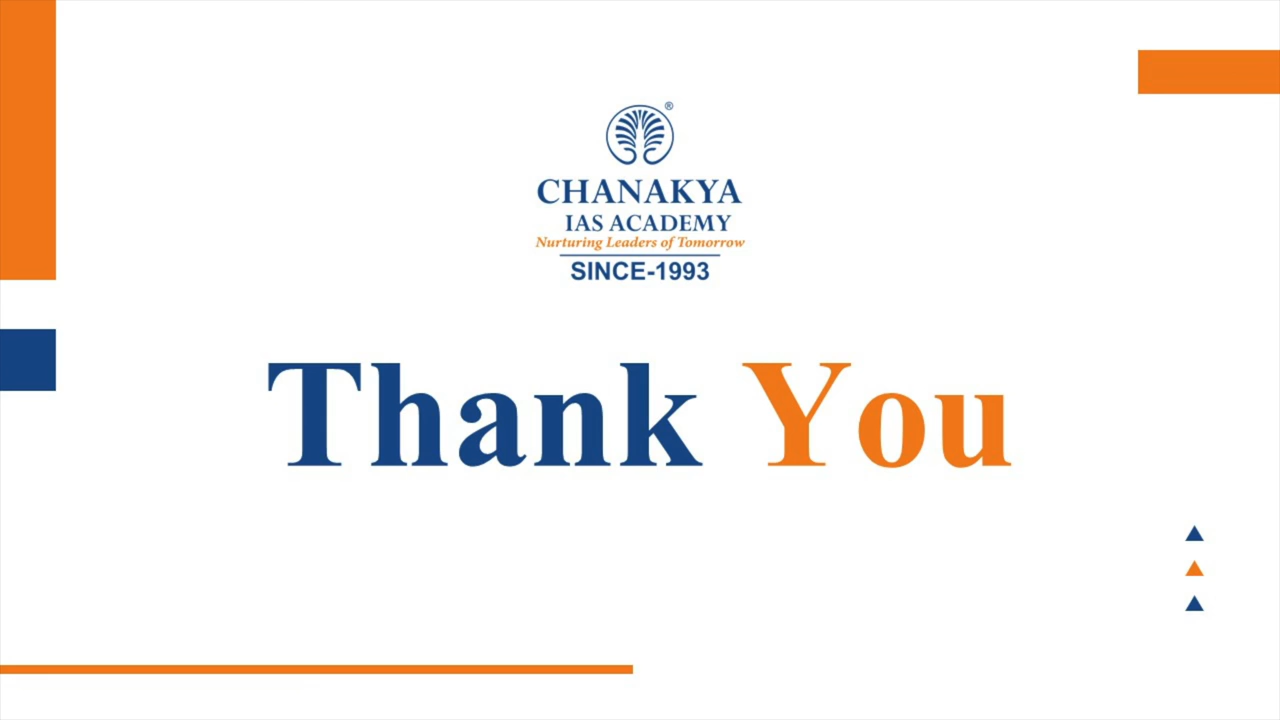 ®
CHANAKYA
IAS ACADEMY
Nurturing Leaders of Tomorrow
SINCE-1993
Thank You